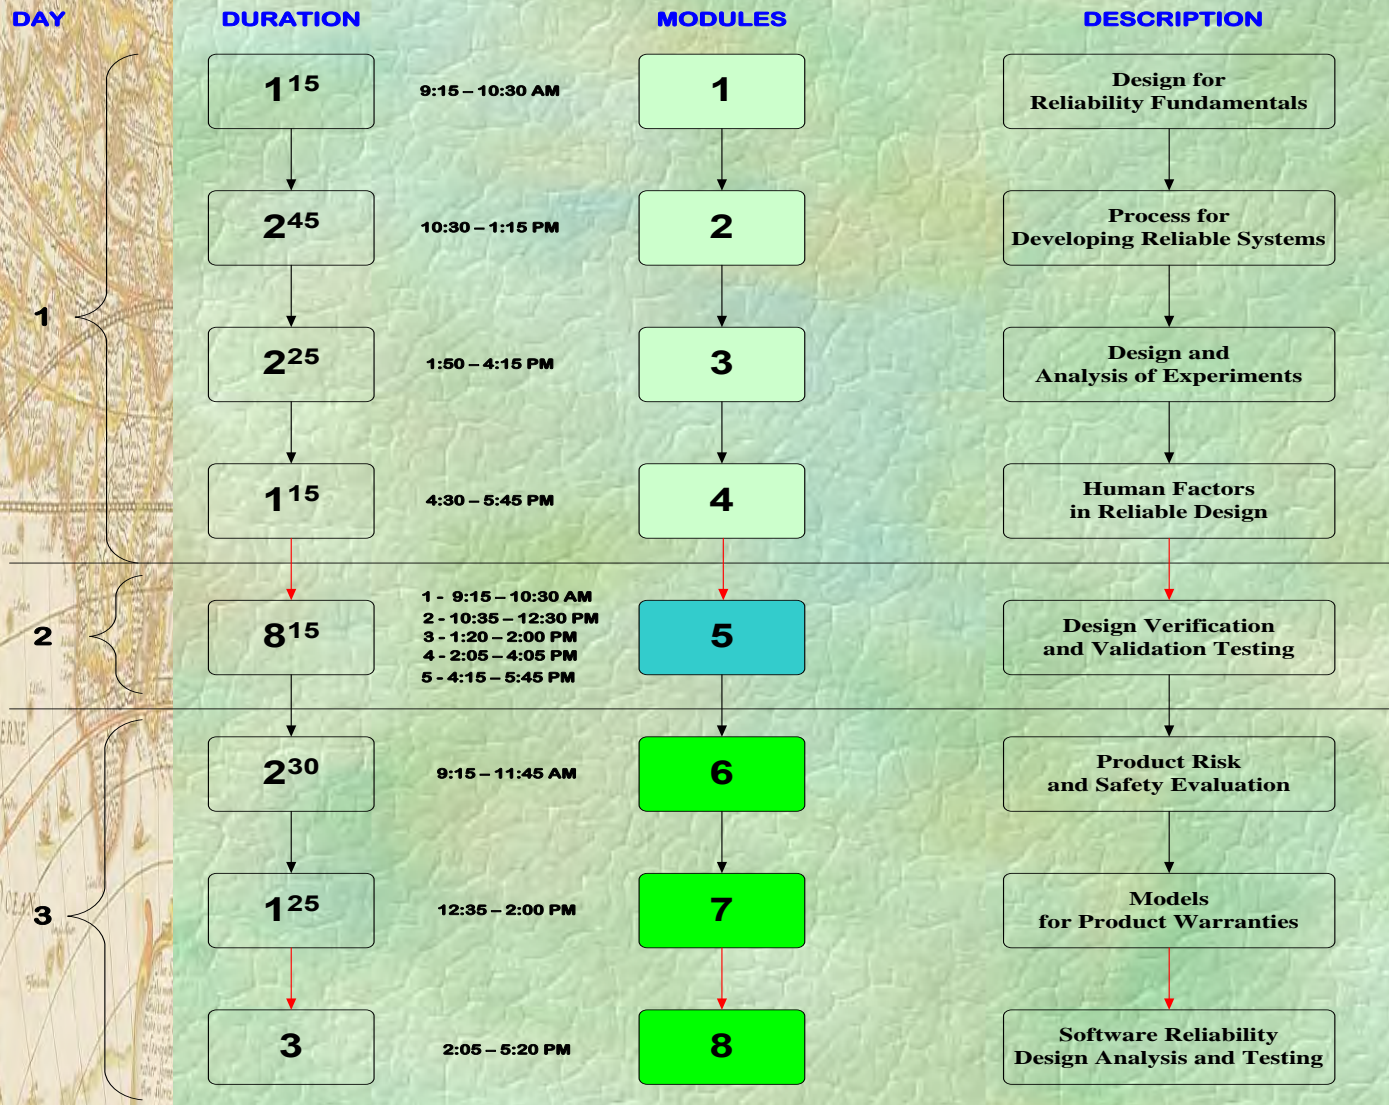 DAY DURATION MODULES DESCRIPTION
1
1¹⁵ 9:15 – 10:30 AM 1 Design for
Reliability Fundamentals
2⁴⁵ 10:30 – 1:15 PM 2 Process for
Developing Reliable Systems
2²⁵ 1:50 – 4:15 PM 3 Design and
Analysis of Experiments
1¹⁵ 4:30 – 5:45 PM 4 Human Factors
in Reliable Design
2
8¹⁵
1 - 9:15 – 10:30 AM
2 - 10:35 – 12:30 PM
3 - 1:20 – 2:00 PM
4 - 2:05 – 4:05 PM
5 - 4:15 – 5:45 PM
5
Design Verification
and Validation Testing
3
2³⁰ 9:15 – 11:45 AM 6 Product Risk
and Safety Evaluation
1²⁵ 12:35 – 2:00 PM 7 Models
for Product Warranties
3 2:05 – 5:20 PM 8 Software Reliability
Design Analysis and Testing